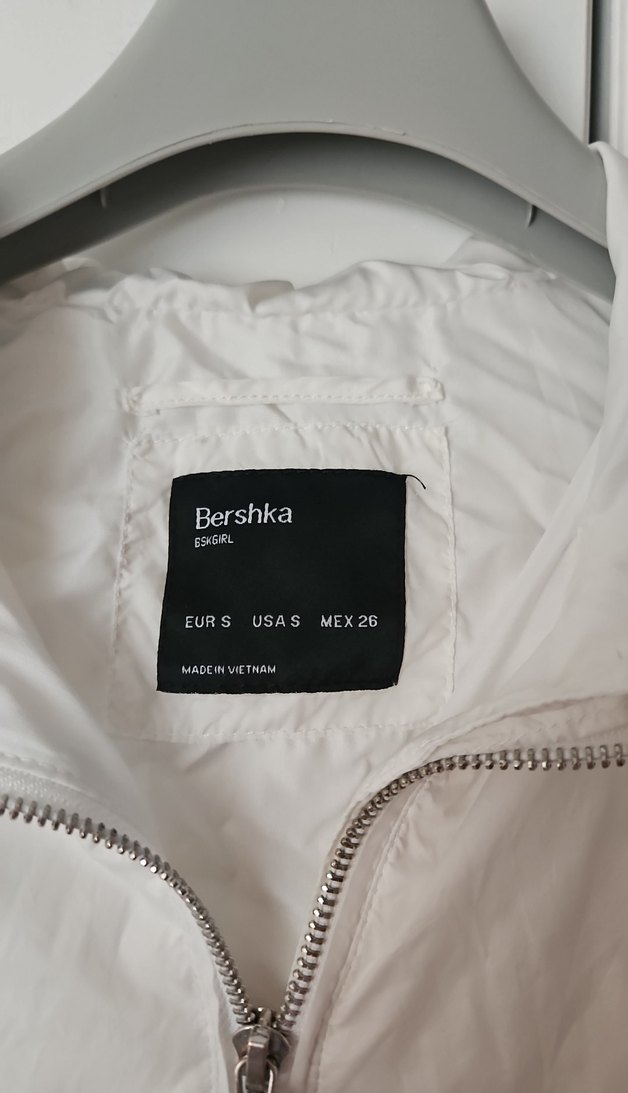 Bershka
BSKGIRL
EUR S USA S MEX 26
MADE IN VIETNAM